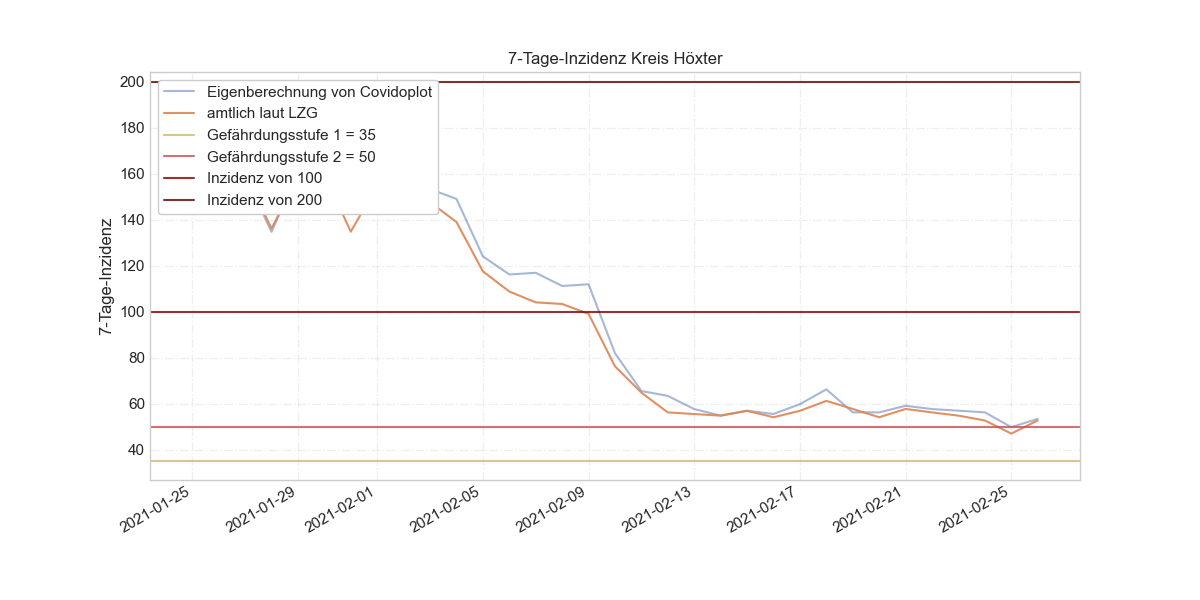 7-Tage-Inzidenz Kreis Höxter
Eigenberechnung von Covidoplot
amtlich laut LZG
Gefährdungsstufe 1 = 35
Gefährdungsstufe 2 = 50
Inzidenz von 100
Inzidenz von 200
7-Tage-Inzidenz
200
180
160
140
120
100
80
60
40
2021-01-25
2021-01-29
2021-02-01
2021-02-05
2021-02-09
2021-02-13
2021-02-17
2021-02-21
2021-02-25